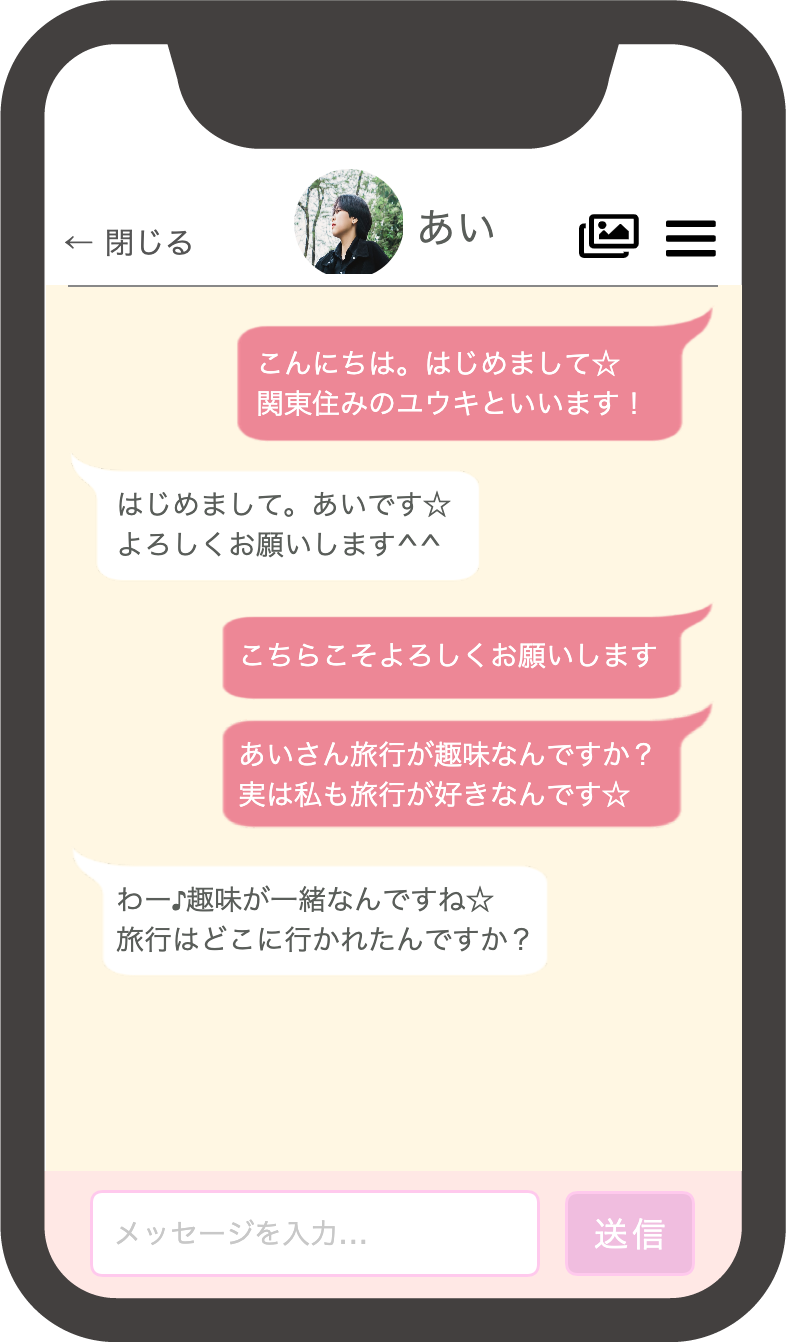 ← 閉じる
あい
こんにちは。はじめまして☆
関東住みのユウキといいます！
はじめまして。あいです☆
よろしくお願いします^^
こちらこそよろしくお願いします
あいさん旅行が趣味なんですか？
実は私も旅行が好きなんです☆
わー♪趣味が一緒なんですね☆
旅行はどこに行かれたんですか？
メッセージを入力...
送信